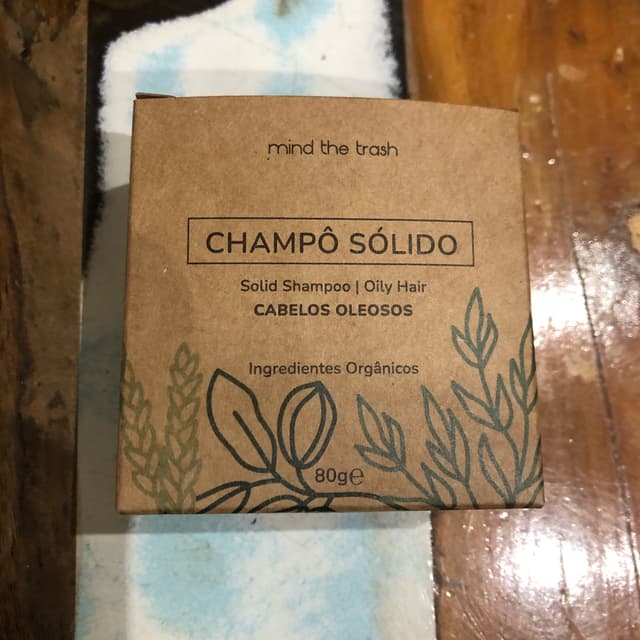 mind the trash
CHAMPÔ SÓLIDO
Solid Shampoo | Oily Hair
CABELOS OLEOSOS
Ingredientes Orgânicos
80g℮